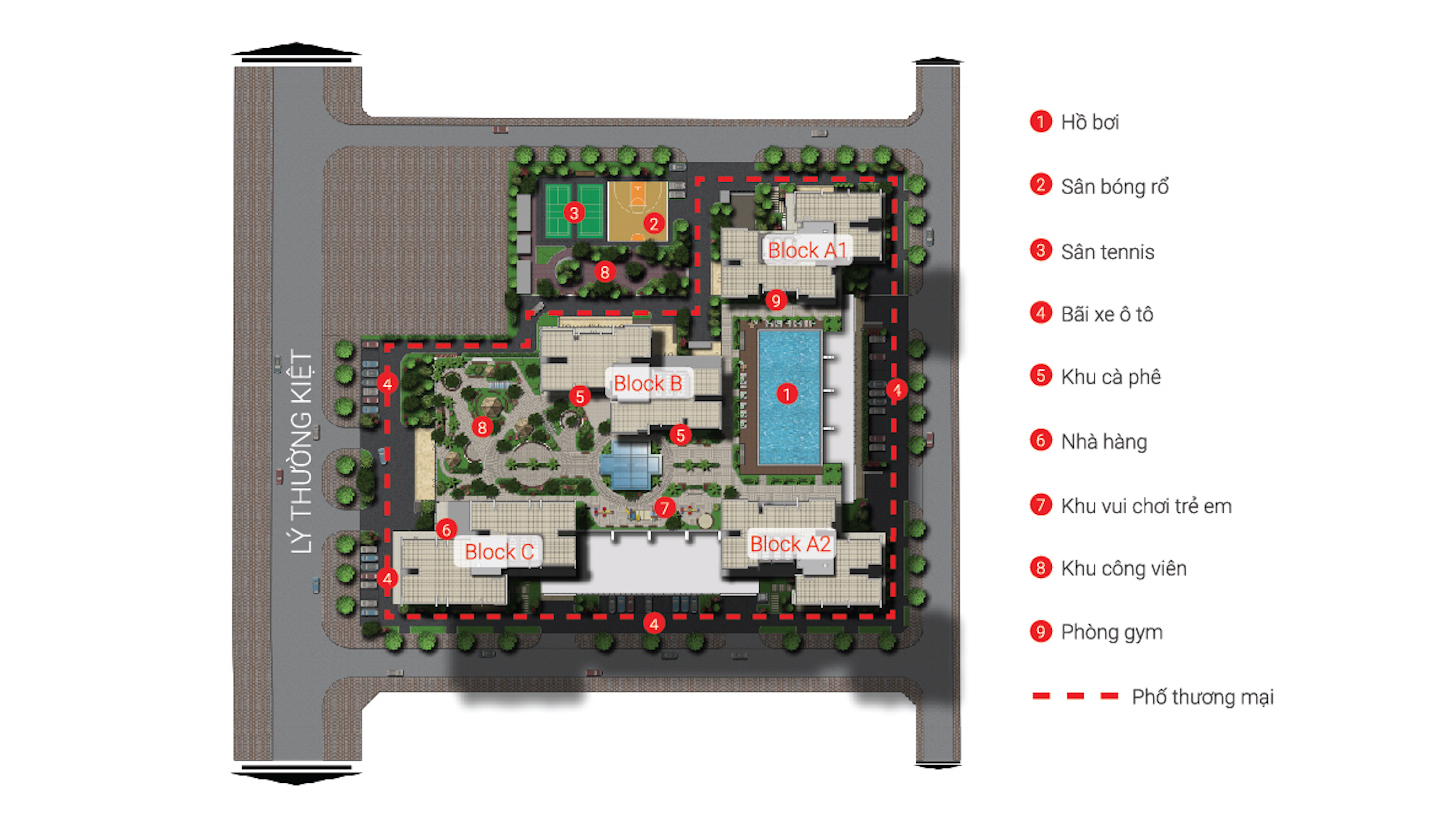 3
2
8
Block A1
9
4
5
Block B
1
4
8
5
LÝ THƯỜNG KIỆT
7
6
Block C
Block A2
4
4
1 Hồ bơi
2 Sân bóng rổ
3 Sân tennis
4 Bãi xe ô tô
5 Khu cà phê
6 Nhà hàng
7 Khu vui chơi trẻ em
8 Khu công viên
9 Phòng gym
Phố thương mại